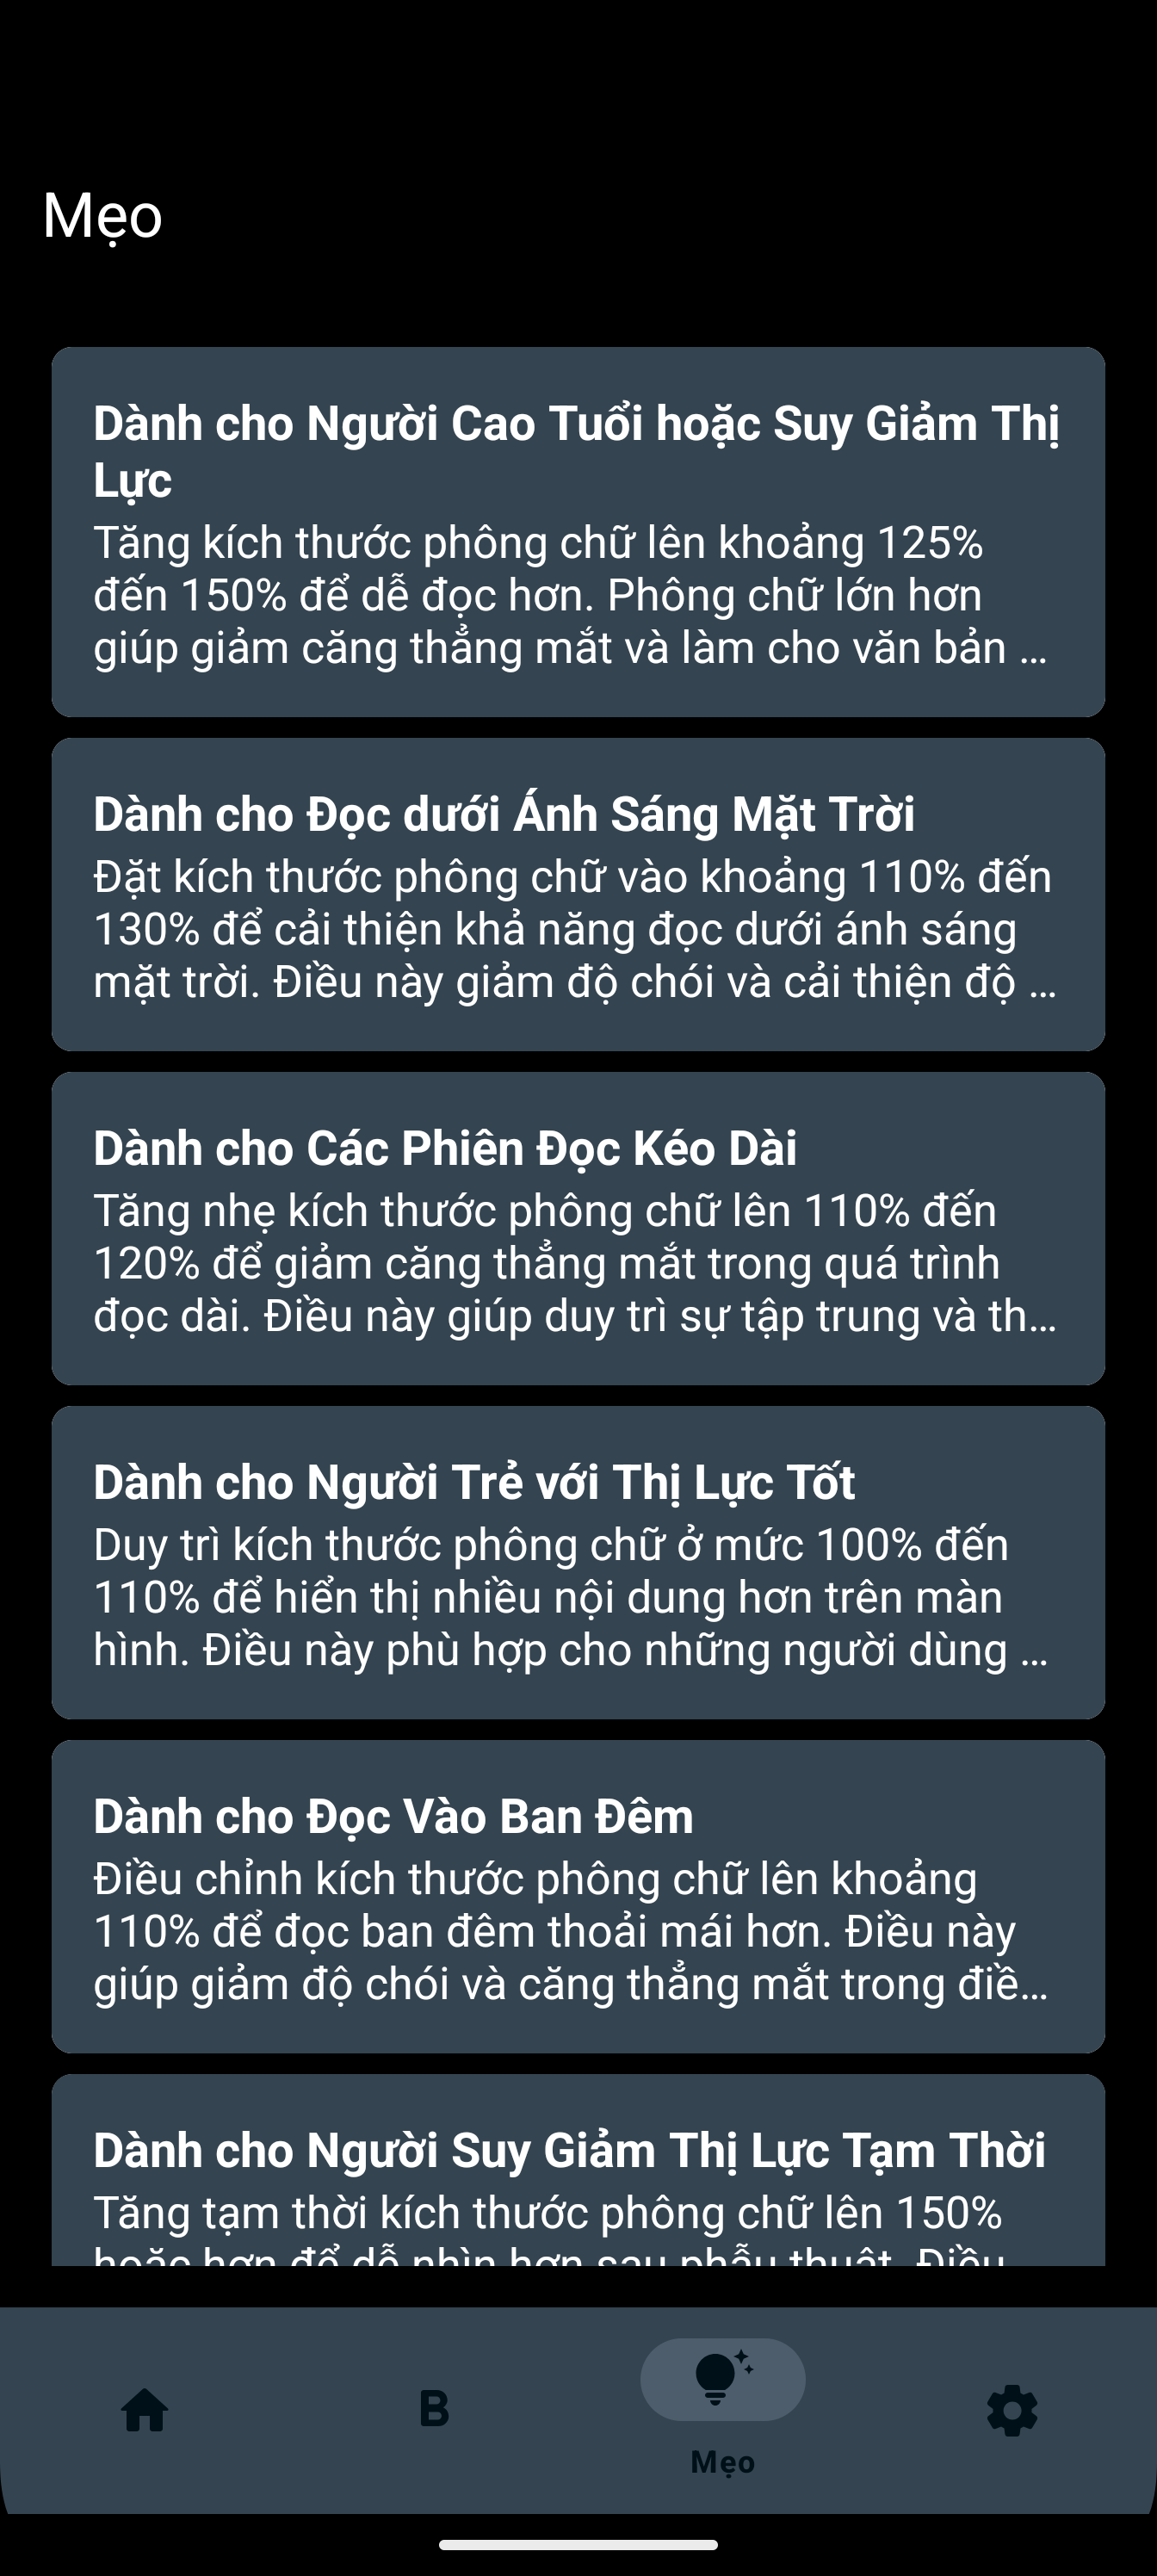 Mẹo
Dành cho Người Cao Tuổi hoặc Suy Giảm Thị
Lực
Tăng kích thước phông chữ lên khoảng 125%
đến 150% để dễ đọc hơn. Phông chữ lớn hơn
giúp giảm căng thẳng mắt và làm cho văn bản ...
Dành cho Đọc dưới Ánh Sáng Mặt Trời
Đặt kích thước phông chữ vào khoảng 110% đến
130% để cải thiện khả năng đọc dưới ánh sáng
mặt trời. Điều này giảm độ chói và cải thiện độ ...
Dành cho Các Phiên Đọc Kéo Dài
Tăng nhẹ kích thước phông chữ lên 110% đến
120% để giảm căng thẳng mắt trong quá trình
đọc dài. Điều này giúp duy trì sự tập trung và th...
Dành cho Người Trẻ với Thị Lực Tốt
Duy trì kích thước phông chữ ở mức 100% đến
110% để hiển thị nhiều nội dung hơn trên màn
hình. Điều này phù hợp cho những người dùng ...
Dành cho Đọc Vào Ban Đêm
Điều chỉnh kích thước phông chữ lên khoảng
110% để đọc ban đêm thoải mái hơn. Điều này
giúp giảm độ chói và căng thẳng mắt trong điề...
Dành cho Người Suy Giảm Thị Lực Tạm Thời
Tăng tạm thời kích thước phông chữ lên 150%
hoặc hơn để dễ nhìn hơn sau phẫu thuật. Điều
B
Mẹo